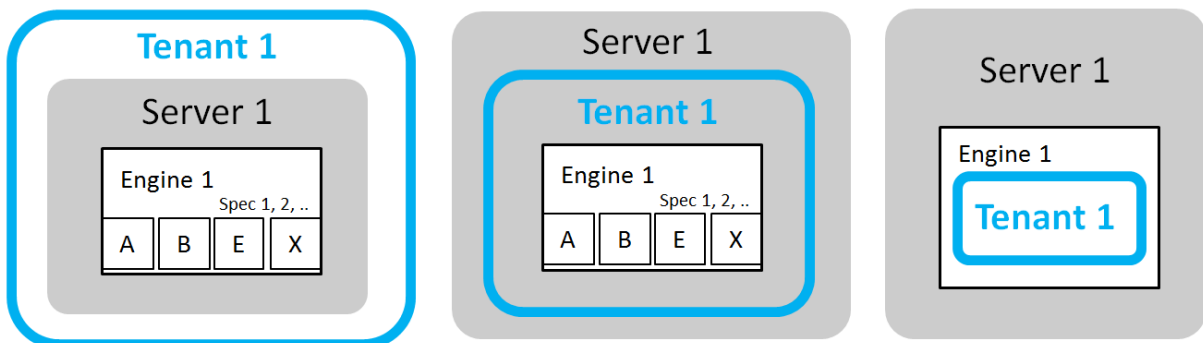 Tenant 1
Server 1
Engine 1
Spec 1, 2, ..
A B E X
Server 1
Tenant 1
Engine 1
Spec 1, 2, ..
A B E X
Server 1
Engine 1
Tenant 1